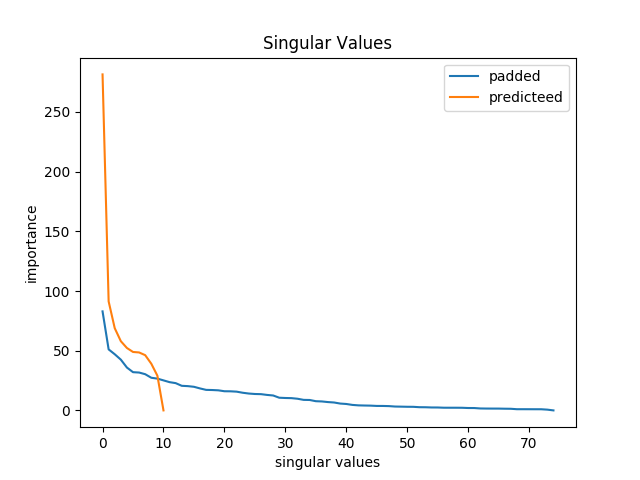 Singular Values
padded
predicteed
importance
250
200
150
100
50
0
0 10 20 30 40 50 60 70
singular values